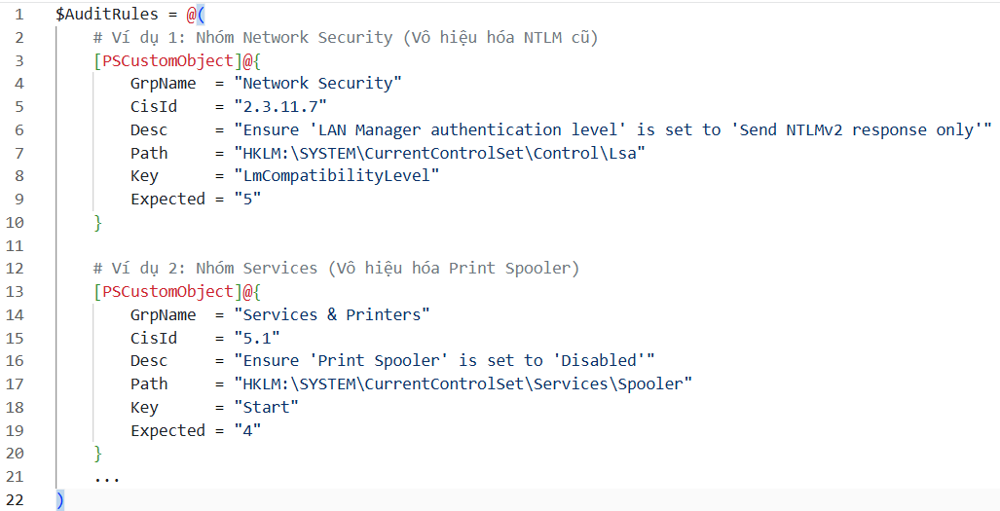 1 $AuditRules = @(
2 # Ví dụ 1: Nhóm Network Security (Vô hiệu hóa NTLM cũ)
3 [PSCustomObject]@{
4 GrpName = "Network Security"
5 CisId = "2.3.11.7"
6 Desc = "Ensure 'LAN Manager authentication level' is set to 'Send NTLMv2 response only'"
7 Path = "HKLM:\SYSTEM\CurrentControlSet\Control\Lsa"
8 Key = "LmCompatibilityLevel"
9 Expected = "5"
10 }
11
12 # Ví dụ 2: Nhóm Services (Vô hiệu hóa Print Spooler)
13 [PSCustomObject]@{
14 GrpName = "Services & Printers"
15 CisId = "5.1"
16 Desc = "Ensure 'Print Spooler' is set to 'Disabled'"
17 Path = "HKLM:\SYSTEM\CurrentControlSet\Services\Spooler"
18 Key = "Start"
19 Expected = "4"
20 }
21 ...
22 )